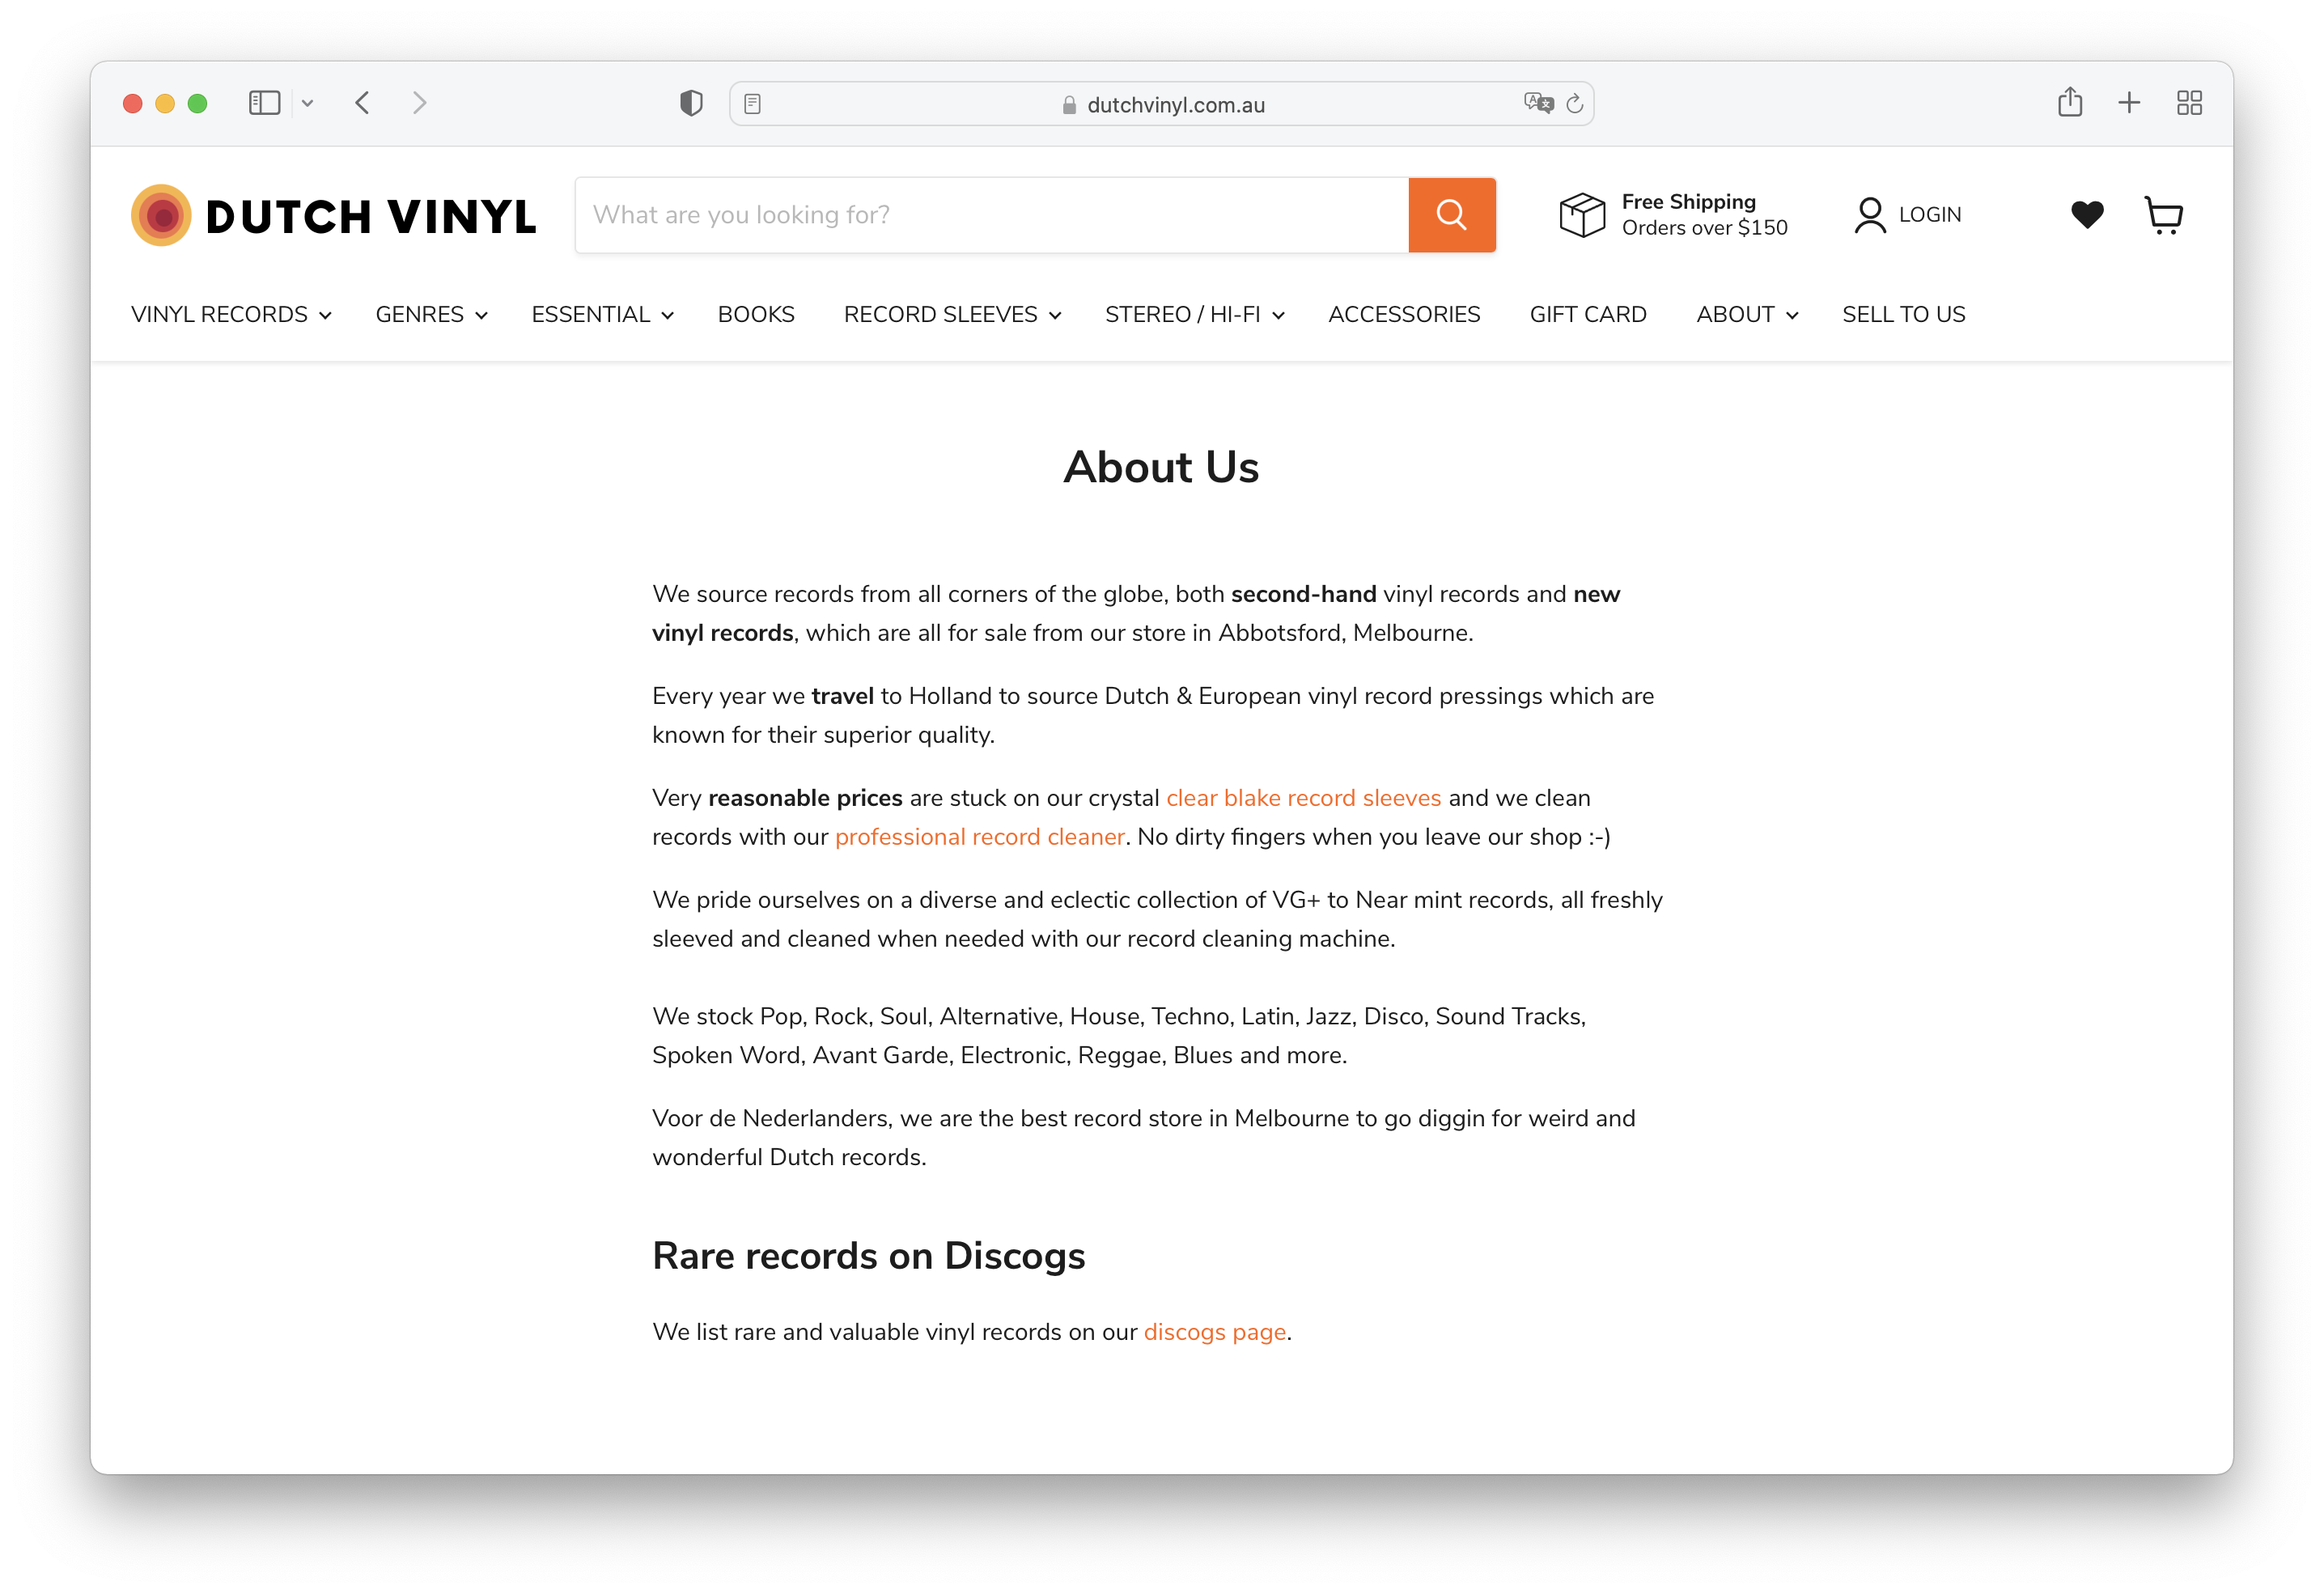 dutchvinyl.com.au
DUTCH VINYL
What are you looking for?
Free Shipping
Orders over $150
LOGIN
VINYL RECORDS
GENRES
ESSENTIAL
BOOKS
RECORD SLEEVES
STEREO / HI-FI
ACCESSORIES
GIFT CARD
ABOUT
SELL TO US
About Us
We source records from all corners of the globe, both second-hand vinyl records and new
vinyl records, which are all for sale from our store in Abbotsford, Melbourne.
Every year we travel to Holland to source Dutch & European vinyl record pressings which are
known for their superior quality.
Very reasonable prices are stuck on our crystal clear blake record sleeves and we clean
records with our professional record cleaner. No dirty fingers when you leave our shop :-)
We pride ourselves on a diverse and eclectic collection of VG+ to Near mint records, all freshly
sleeved and cleaned when needed with our record cleaning machine.
We stock Pop, Rock, Soul, Alternative, House, Techno, Latin, Jazz, Disco, Sound Tracks,
Spoken Word, Avant Garde, Electronic, Reggae, Blues and more.
Voor de Nederlanders, we are the best record store in Melbourne to go diggin for weird and
wonderful Dutch records.
Rare records on Discogs
We list rare and valuable vinyl records on our discogs page.